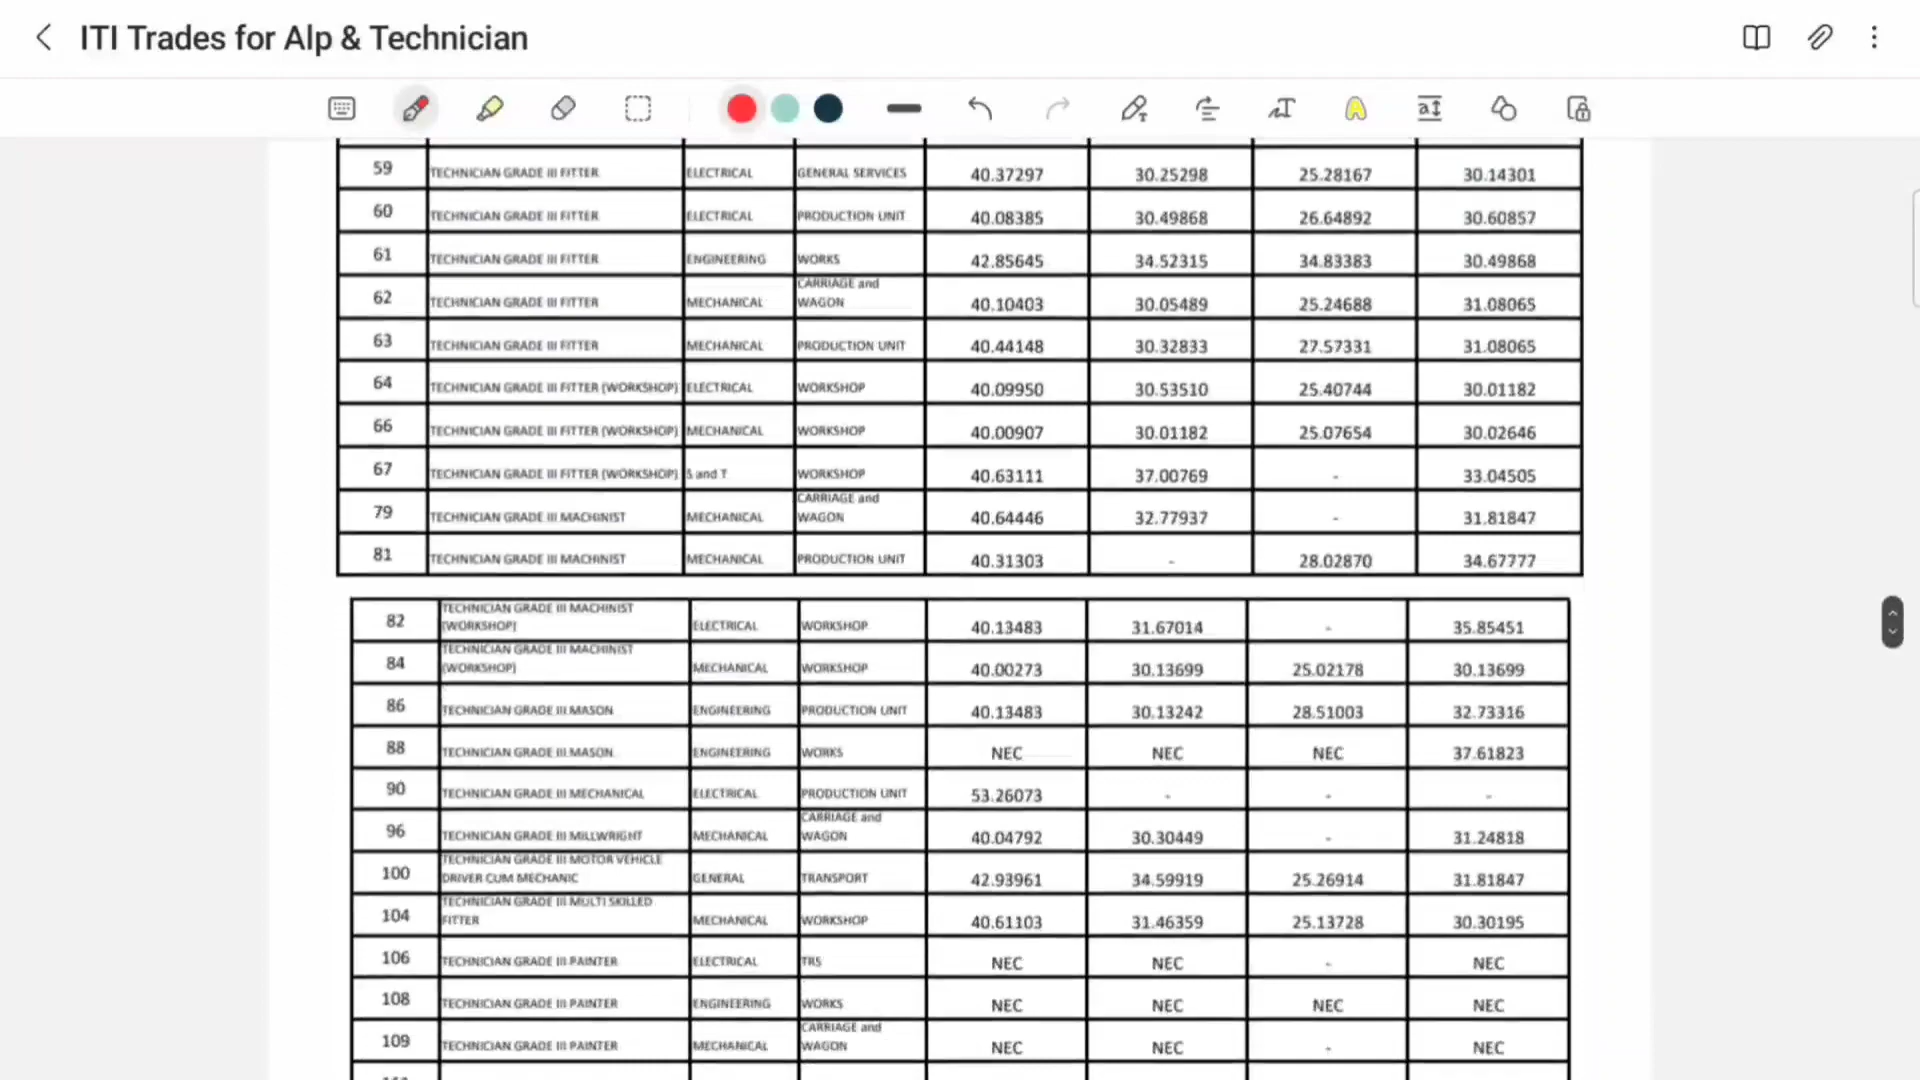 ITI Trades for Alp & Technician
59 TECHNICIAN GRADE III FITTER ELECTRICAL GENERAL SERVICES 40.37297 30.25298 25.28167 30.14301
60 TECHNICIAN GRADE III FITTER ELECTRICAL PRODUCTION UNIT 40.08385 30.49868 26.64892 30.60857
61 TECHNICIAN GRADE III FITTER ENGINEERING WORKS 42.85645 34.52315 34.83383 30.49868
62 TECHNICIAN GRADE III FITTER MECHANICAL CARRIAGE and WAGON 40.10403 30.05489 25.24688 31.08065
63 TECHNICIAN GRADE III FITTER MECHANICAL PRODUCTION UNIT 40.44148 30.32833 27.57331 31.08065
64 TECHNICIAN GRADE III FITTER (WORKSHOP) ELECTRICAL WORKSHOP 40.09950 30.53510 25.40744 30.01182
66 TECHNICIAN GRADE III FITTER (WORKSHOP) MECHANICAL WORKSHOP 40.00907 30.01182 25.07654 30.02646
67 TECHNICIAN GRADE III FITTER (WORKSHOP) S and T WORKSHOP 40.63111 37.00769 - 33.04505
79 TECHNICIAN GRADE III MACHINIST MECHANICAL CARRIAGE and WAGON 40.64446 32.77937 - 31.81847
81 TECHNICIAN GRADE III MACHINIST MECHANICAL PRODUCTION UNIT 40.31303 - 28.02870 34.67777
82 TECHNICIAN GRADE III MACHINIST (WORKSHOP) ELECTRICAL WORKSHOP 40.13483 31.67014 - 35.85451
84 TECHNICIAN GRADE III MACHINIST (WORKSHOP) MECHANICAL WORKSHOP 40.00273 30.13699 25.02178 30.13699
86 TECHNICIAN GRADE III MASON ENGINEERING PRODUCTION UNIT 40.13483 30.13242 28.51003 32.73316
88 TECHNICIAN GRADE III MASON ENGINEERING WORKS NEC NEC NEC 37.61823
90 TECHNICIAN GRADE III MECHANICAL ELECTRICAL PRODUCTION UNIT 53.26073 - - -
96 TECHNICIAN GRADE III MILLWRIGHT MECHANICAL CARRIAGE and WAGON 40.04792 30.30449 - 31.24818
100 TECHNICIAN GRADE III MOTOR VEHICLE DRIVER CUM MECHANIC GENERAL TRANSPORT 42.93961 34.59919 25.26914 31.81847
104 TECHNICIAN GRADE III MULTI SKILLED FITTER MECHANICAL WORKSHOP 40.61103 31.46359 25.13728 30.30195
106 TECHNICIAN GRADE III PAINTER ELECTRICAL TRS NEC NEC - NEC
108 TECHNICIAN GRADE III PAINTER ENGINEERING WORKS NEC NEC NEC NEC
109 TECHNICIAN GRADE III PAINTER MECHANICAL CARRIAGE and WAGON NEC NEC - NEC